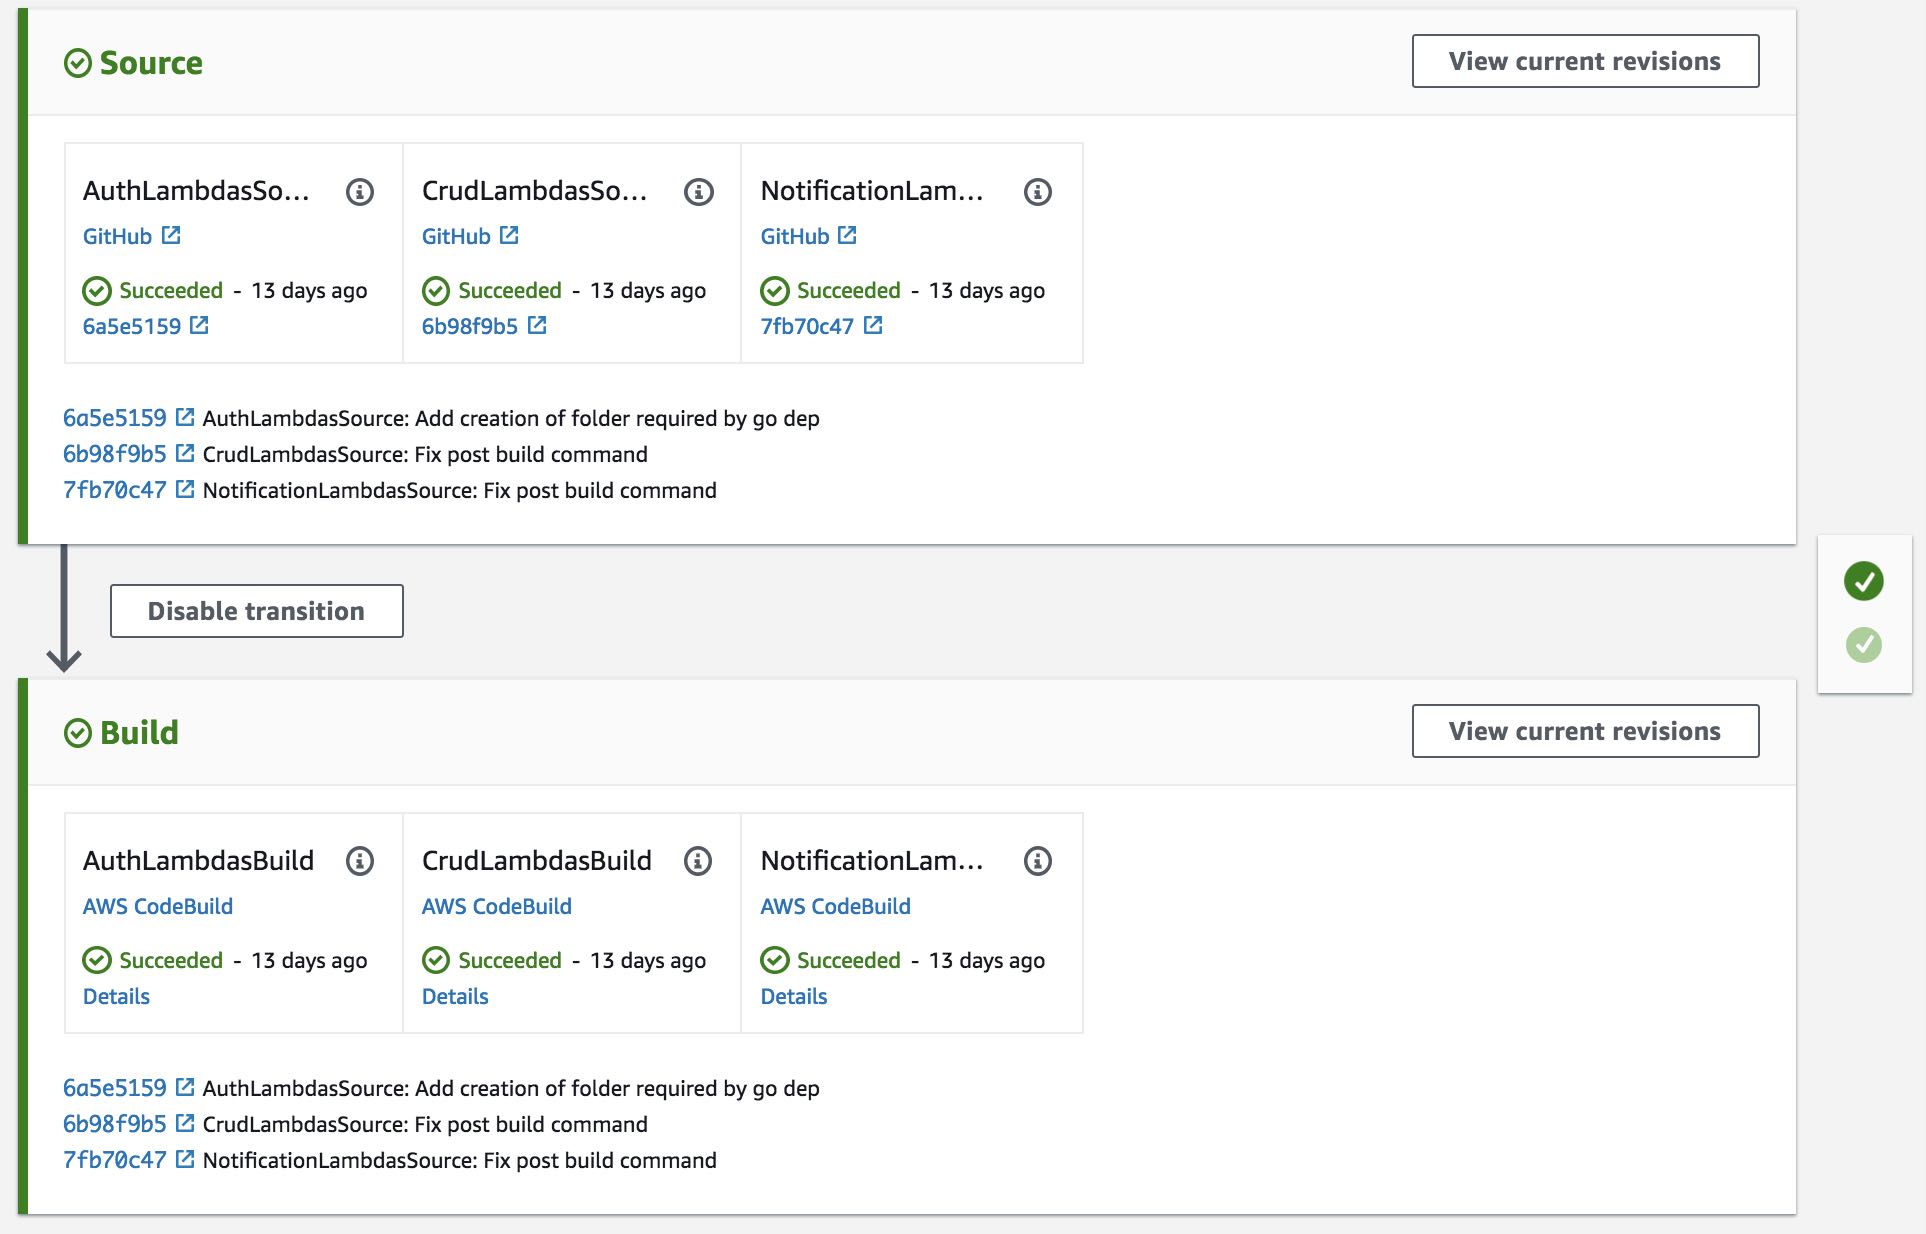 Source
View current revisions
AuthLambdasSo...
CrudLambdasSo...
NotificationLam...
GitHub
GitHub
GitHub
Succeeded - 13 days ago
Succeeded - 13 days ago
Succeeded - 13 days ago
6a5e5159
6b98f9b5
7fb70c47
6a5e5159 AuthLambdasSource: Add creation of folder required by go dep
6b98f9b5 CrudLambdasSource: Fix post build command
7fb70c47 NotificationLambdasSource: Fix post build command
Disable transition
Build
View current revisions
AuthLambdasBuild
CrudLambdasBuild
NotificationLam...
AWS CodeBuild
AWS CodeBuild
AWS CodeBuild
Succeeded - 13 days ago
Succeeded - 13 days ago
Succeeded - 13 days ago
Details
Details
Details
6a5e5159 AuthLambdasSource: Add creation of folder required by go dep
6b98f9b5 CrudLambdasSource: Fix post build command
7fb70c47 NotificationLambdasSource: Fix post build command